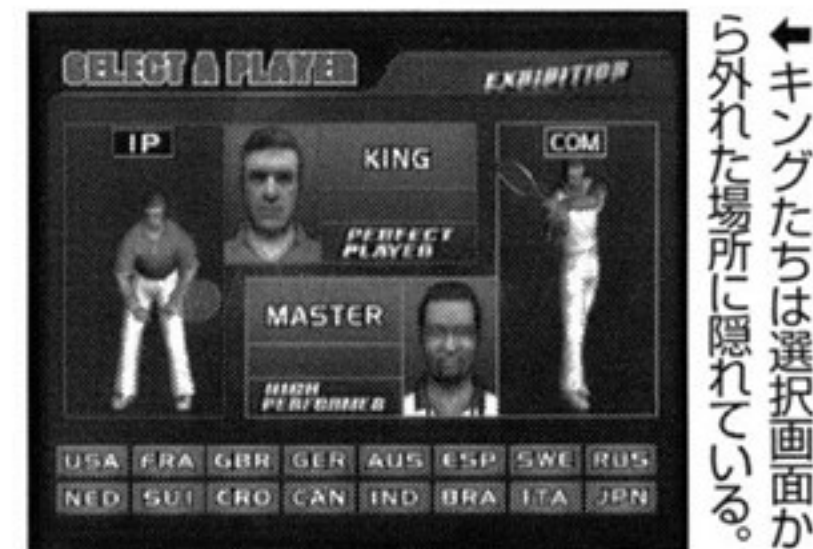 SELECT A PLAYER
EXHIBITION
1P
KING
COM
PERFECT
PLAYER
MASTER
HIGH
PERFORMER
USA FRA GBR GER AUS ESP SWE RUS
NED SUI CRO CAN IND BRA ITA JPN
←キングたちは選択画面か
ら外れた場所に隠れている。